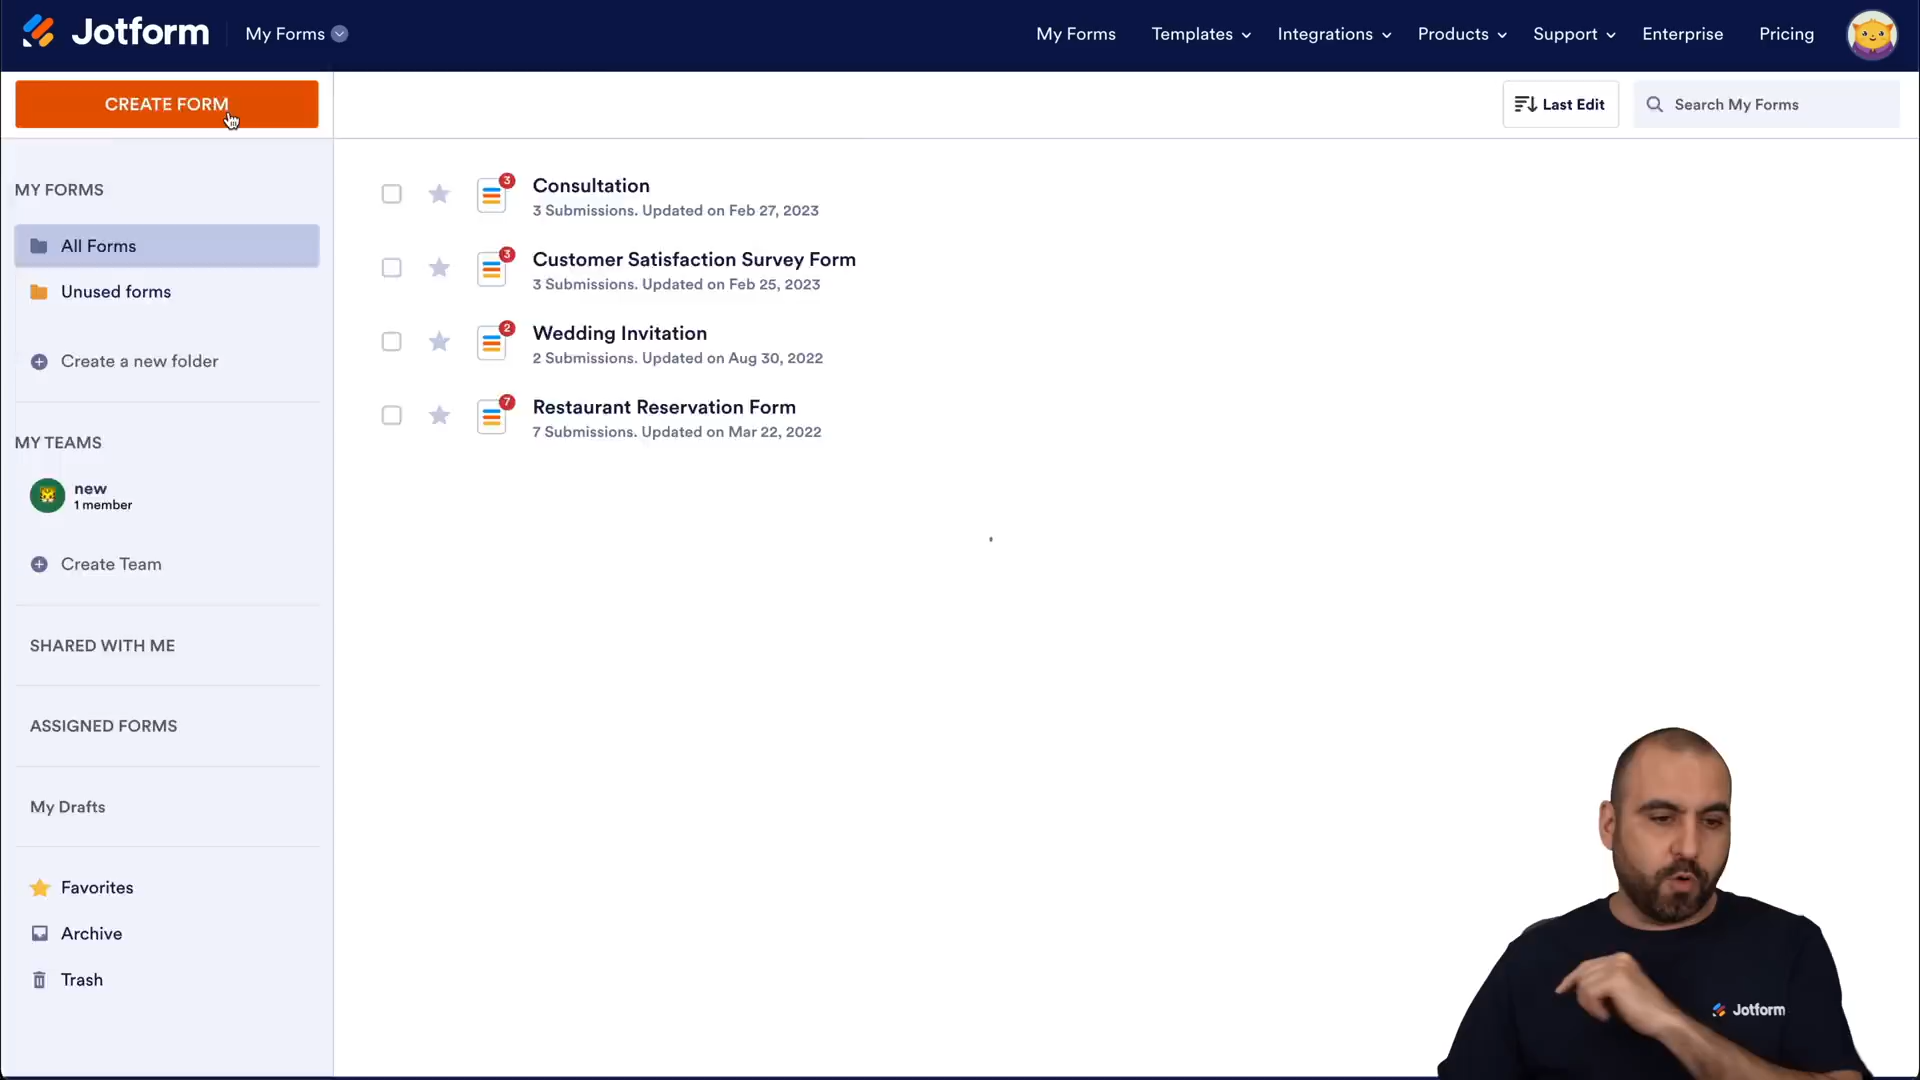 Jotform
My Forms
My Forms
Templates
Integrations
Products
Support
Enterprise
Pricing
CREATE FORM
Last Edit
Search My Forms
MY FORMS
All Forms
Unused forms
Create a new folder
MY TEAMS
new
1 member
Create Team
SHARED WITH ME
ASSIGNED FORMS
My Drafts
Favorites
Archive
Trash
3
Consultation
3 Submissions. Updated on Feb 27, 2023
3
Customer Satisfaction Survey Form
3 Submissions. Updated on Feb 25, 2023
2
Wedding Invitation
2 Submissions. Updated on Aug 30, 2022
7
Restaurant Reservation Form
7 Submissions. Updated on Mar 22, 2022
Jotform